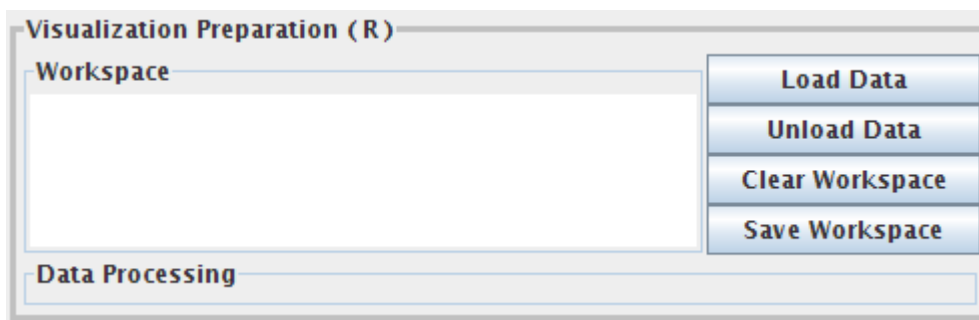 Visualization Preparation (R)
Workspace
Load Data
Unload Data
Clear Workspace
Save Workspace
Data Processing